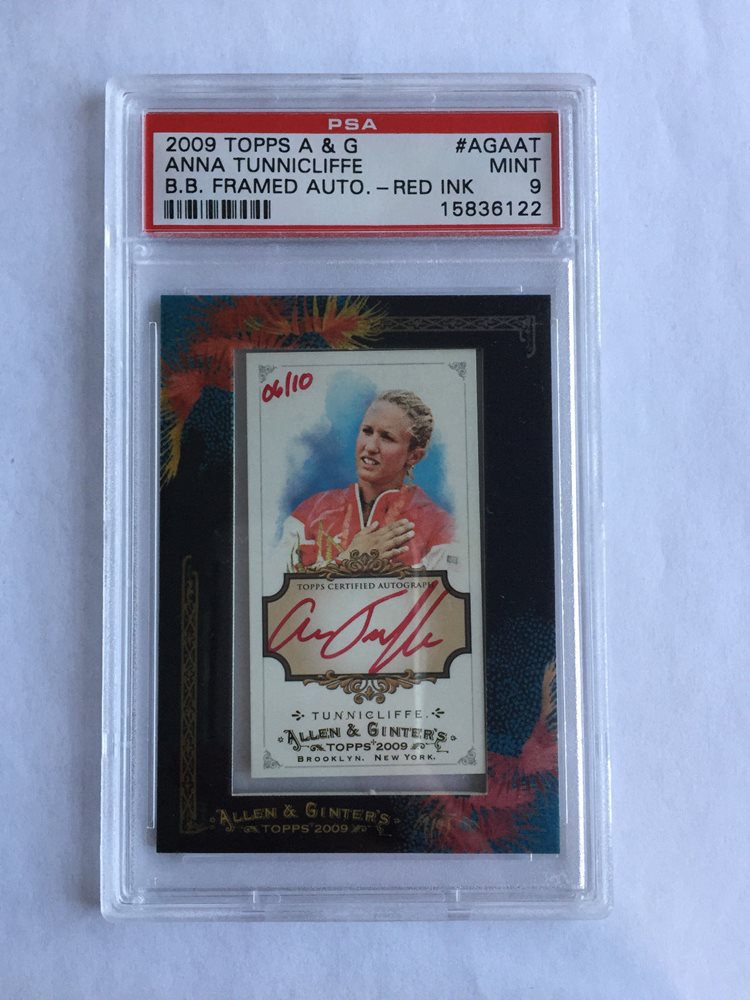 PSA
2009 TOPPS A & G #AGAAT
ANNA TUNNICLIFFE MINT
B.B. FRAMED AUTO.-RED INK 9
15836122
06/10
TOPPS CERTIFIED AUTOGRAPH
TUNNICLIFFE.
ALLEN & GINTER'S
TOPPS 2009
BROOKLYN, NEW YORK.
ALLEN & GINTER'S
TOPPS 2009